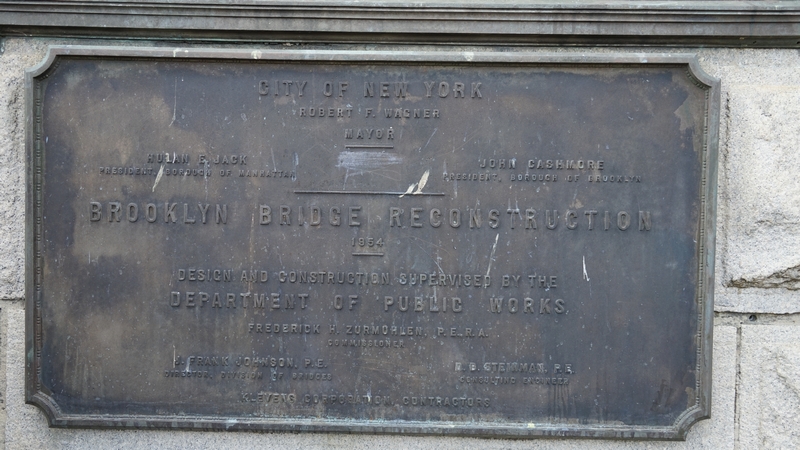 CITY OF NEW YORK
ROBERT F. WAGNER
MAYOR
HULAN E. JACK
PRESIDENT, BOROUGH OF MANHATTAN
JOHN CASHMORE
PRESIDENT, BOROUGH OF BROOKLYN
BROOKLYN BRIDGE RECONSTRUCTION
1954
DESIGN AND CONSTRUCTION SUPERVISED BY THE
DEPARTMENT OF PUBLIC WORKS
FREDERICK H. ZURMUHLEN, P.E.R.A.
COMMISSIONER
J. FRANK JOHNSON, P.E.
DIRECTOR, DIVISION OF BRIDGES
D. B. STEINMAN, P.E.
CONSULTING ENGINEER
KLEVENS CORPORATION, CONTRACTORS